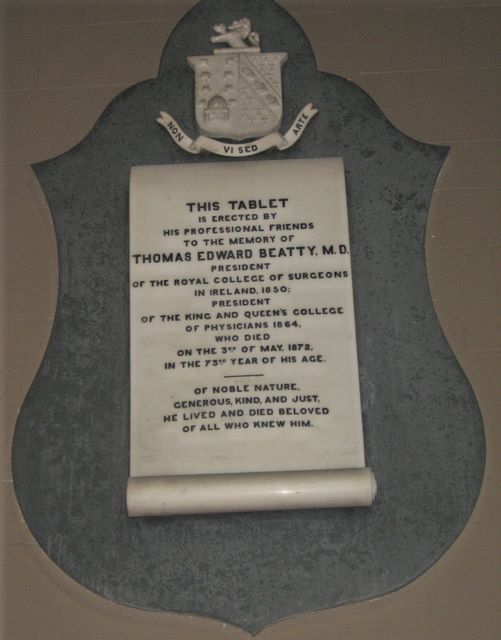 NON VI SED ARTE
THIS TABLET
IS ERECTED BY
HIS PROFESSIONAL FRIENDS
TO THE MEMORY OF
THOMAS EDWARD BEATTY, M.D.
PRESIDENT
OF THE ROYAL COLLEGE OF SURGEONS
IN IRELAND, 1850;
PRESIDENT
OF THE KING AND QUEEN'S COLLEGE
OF PHYSICIANS 1864,
WHO DIED
ON THE 3RD OF MAY, 1872,
IN THE 73RD YEAR OF HIS AGE.
OF NOBLE NATURE,
GENEROUS, KIND, AND JUST,
HE LIVED AND DIED BELOVED
OF ALL WHO KNEW HIM.